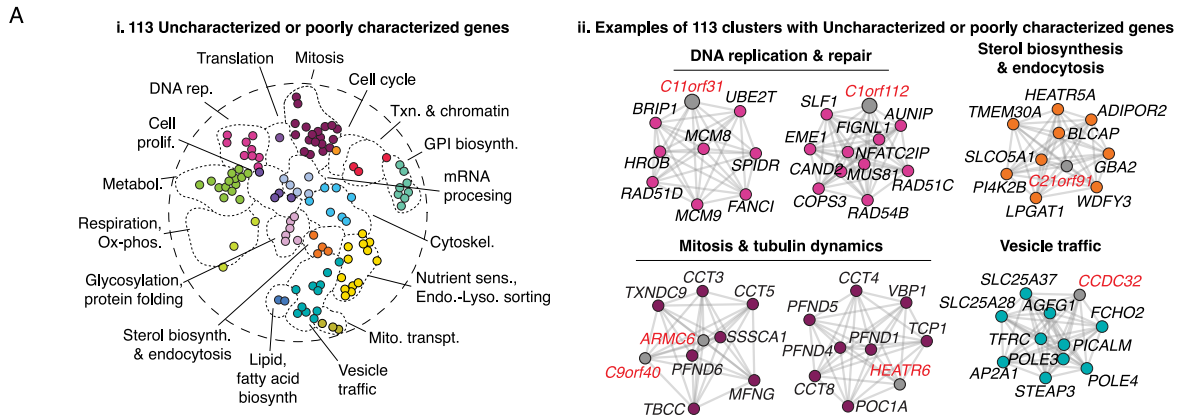 A
i. 113 Uncharacterized or poorly characterized genes
Translation
Mitosis
DNA rep.
Cell cycle
Cell
prolif.
Txn. & chromatin
GPI biosynth.
Metabol.
mRNA
procesing
Respiration,
Ox-phos.
Cytoskel.
Glycosylation,
protein folding
Nutrient sens.,
Endo.-Lyso. sorting
Sterol biosynth.
& endocytosis
Mito. transpt.
Lipid,
fatty acid
biosynth
Vesicle
traffic
ii. Examples of 113 clusters with Uncharacterized or poorly characterized genes
DNA replication & repair
C11orf31
BRIP1
UBE2T
MCM8
HROB
SPIDR
RAD51D
FANCI
MCM9
C1orf112
SLF1
AUNIP
FIGNL1
EME1
NFATC2IP
CAND2
MUS81
RAD51C
COPS3
RAD54B
Sterol biosynthesis
& endocytosis
HEATR5A
TMEM30A
ADIPOR2
BLCAP
SLCO5A1
GBA2
C21orf91
PI4K2B
WDFY3
LPGAT1
Mitosis & tubulin dynamics
CCT3
TXNDC9
CCT5
ARMC6
SSSCA1
C9orf40
PFND6
MFNG
TBCC
CCT4
VBP1
PFND5
TCP1
PFND1
PFND4
HEATR6
CCT8
POC1A
Vesicle traffic
SLC25A37
CCDC32
SLC25A28
AGFG1
FCHO2
TFRC
PICALM
POLE3
AP2A1
POLE4
STEAP3